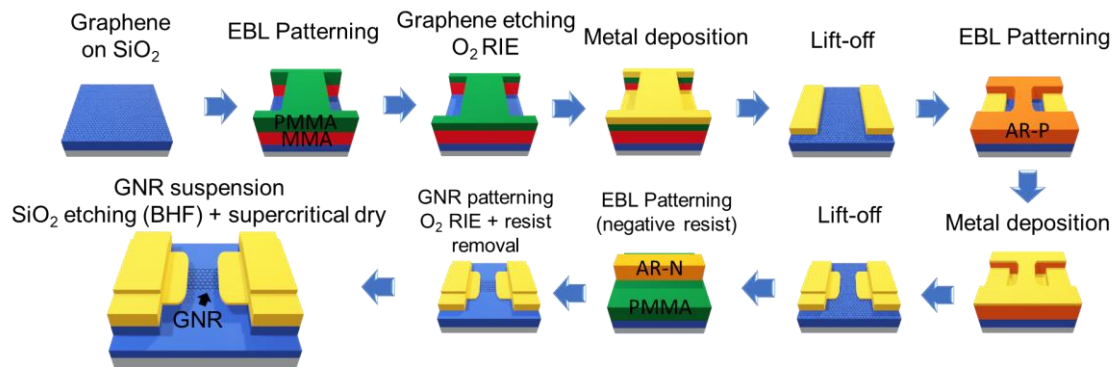 Graphene
on SiO₂
EBL Patterning
PMMA
MMA
Graphene etching
O₂ RIE
Metal deposition
Lift-off
EBL Patterning
AR-P
Metal deposition
Lift-off
EBL Patterning
(negative resist)
AR-N
PMMA
GNR patterning
O₂ RIE + resist
removal
GNR suspension
SiO₂ etching (BHF) + supercritical dry
GNR